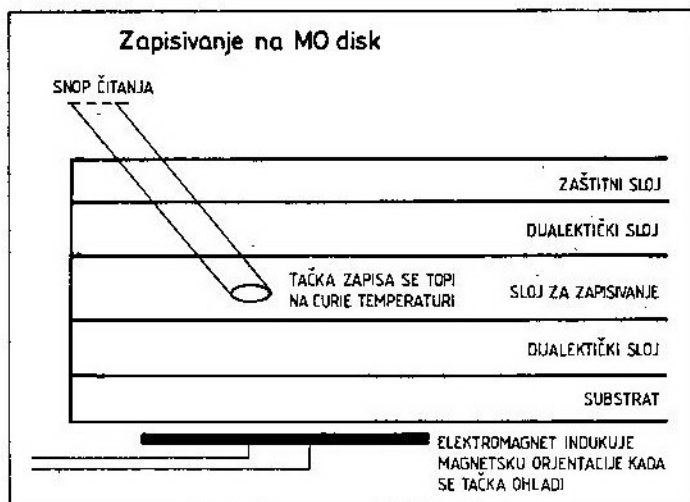 Zapisivanje na MO disk
SNOP ČITANJA
ZAŠTITNI SLOJ
DIJALEKTIČKI SLOJ
TAČKA ZAPISA SE TOPI
NA CURIE TEMPERATURI
SLOJ ZA ZAPISIVANJE
DIJALEKTIČKI SLOJ
SUBSTRAT
ELEKTROMAGNET INDUKUJE
MAGNETSKU ORJENTACIJE KADA
SE TAČKA OHLADI